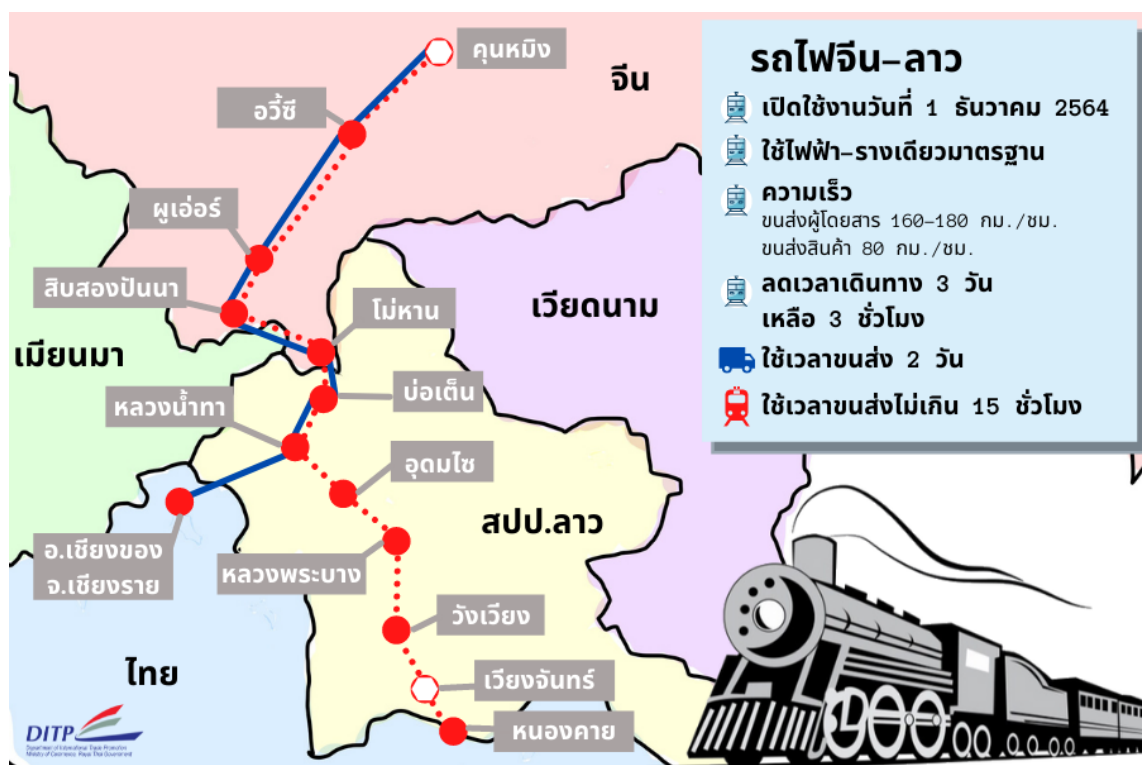 คุนหมิง
จีน
อวี้ซี
ผูเอ่อร์
สิบสองปันนา
โม่หาน
เวียดนาม
เมียนมา
บ่อเต็น
หลวงน้ำทา
อุดมไซ
สปป.ลาว
อ.เชียงของ
จ.เชียงราย
หลวงพระบาง
วังเวียง
ไทย
เวียงจันทร์
หนองคาย
รถไฟจีน–ลาว
เปิดใช้งานวันที่ 1 ธันวาคม 2564
ใช้ไฟฟ้า–รางเดียวมาตรฐาน
ความเร็ว
ขนส่งผู้โดยสาร 160–180 กม./ชม.
ขนส่งสินค้า 80 กม./ชม.
ลดเวลาเดินทาง 3 วัน
เหลือ 3 ชั่วโมง
ใช้เวลาขนส่ง 2 วัน
ใช้เวลาขนส่งไม่เกิน 15 ชั่วโมง
DITP
Department of International Trade Promotion
Ministry of Commerce, Royal Thai Government